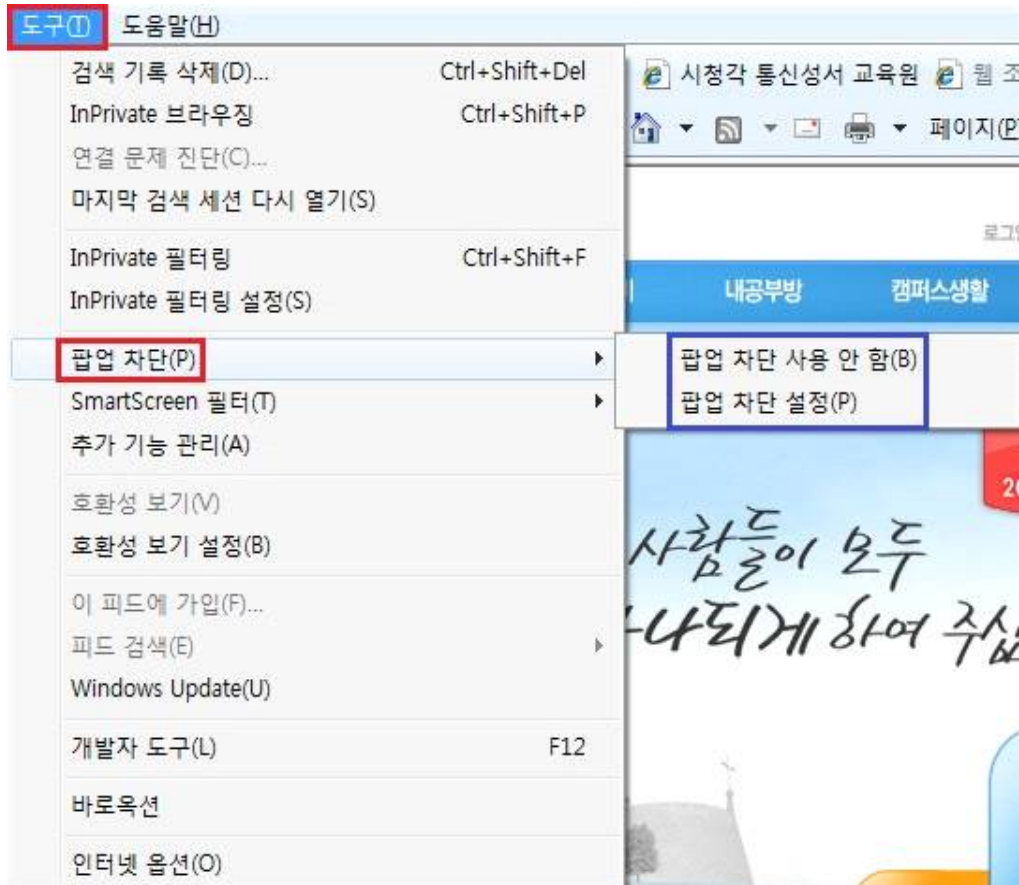 도구(T) 도움말(H)
검색 기록 삭제(D)... Ctrl+Shift+Del
InPrivate 브라우징 Ctrl+Shift+P
연결 문제 진단(C)...
마지막 검색 세션 다시 열기(S)
InPrivate 필터링 Ctrl+Shift+F
InPrivate 필터링 설정(S)
팝업 차단(P)
SmartScreen 필터(T)
추가 기능 관리(A)
호환성 보기(V)
호환성 보기 설정(B)
이 피드에 가입(F)...
피드 검색(E)
Windows Update(U)
개발자 도구(L) F12
바로옥션
인터넷 옵션(O)
팝업 차단 사용 안 함(B)
팝업 차단 설정(P)
시청각 통신성서 교육원 웹
페이지(P
내공부방 캠퍼스생활
사람들이 모두
하여